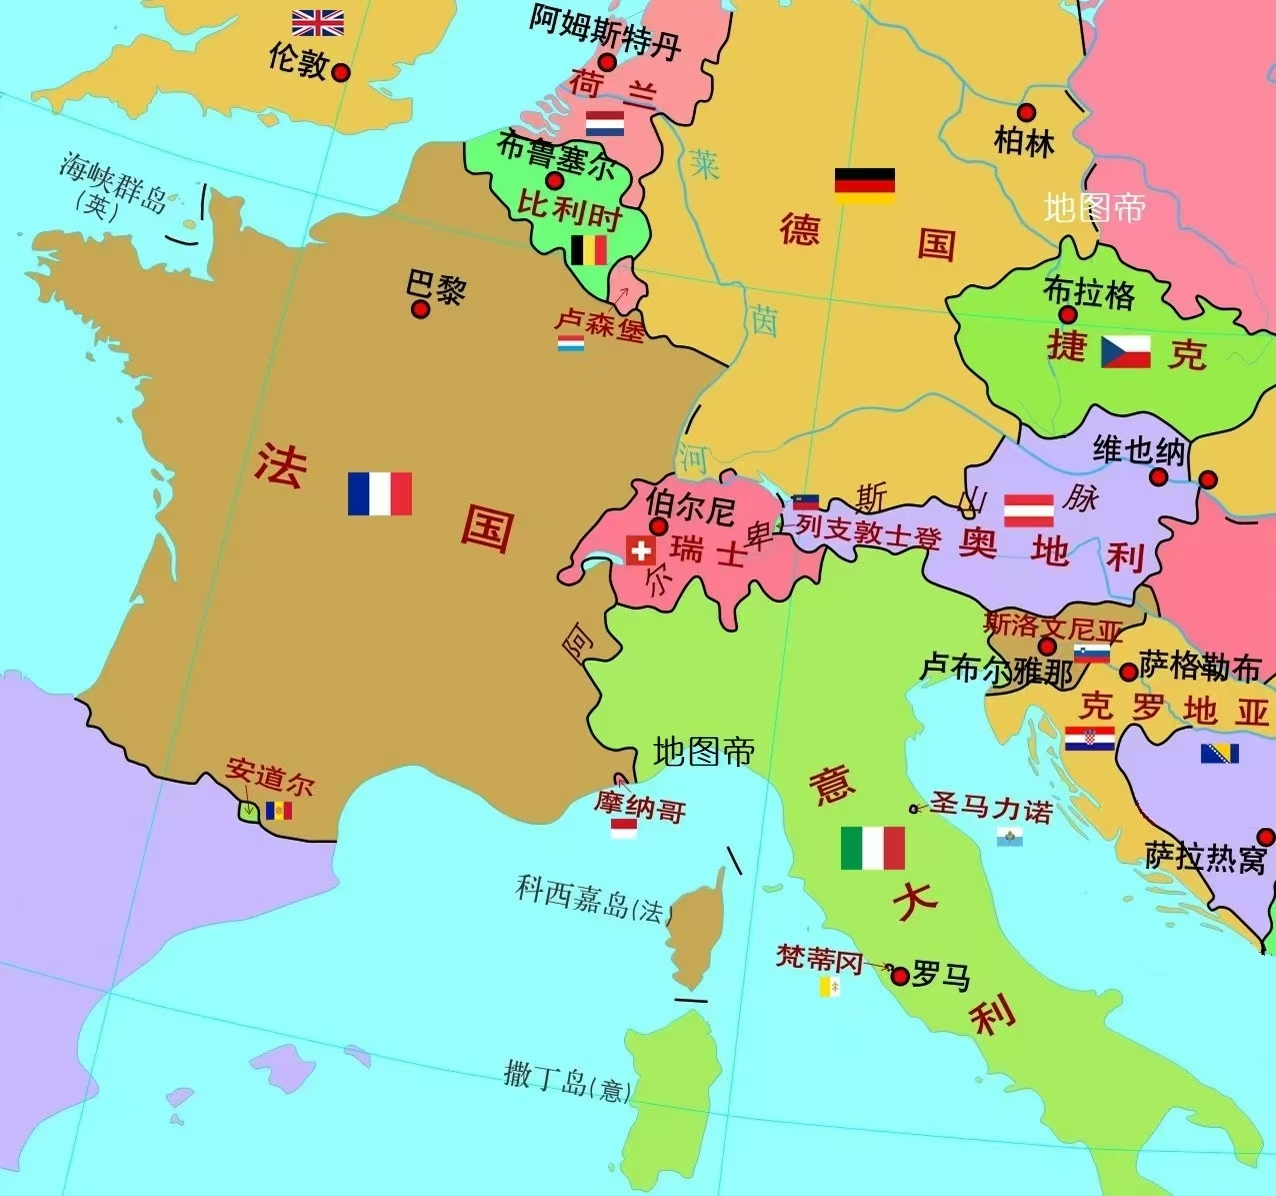 阿姆斯特丹
伦敦
荷兰
柏林
布鲁塞尔
海峡群岛
(英)
莱茵河
地图帝
比利时
德国
巴黎
卢森堡
布拉格
捷克
法国
维也纳
伯尔尼
瑞士
阿尔卑斯山脉
列支敦士登
奥地利
斯洛文尼亚
卢布尔雅那
萨格勒布
克罗地亚
地图帝
安道尔
摩纳哥
意大利
圣马力诺
萨拉热窝
科西嘉岛(法)
梵蒂冈
罗马
撒丁岛(意)